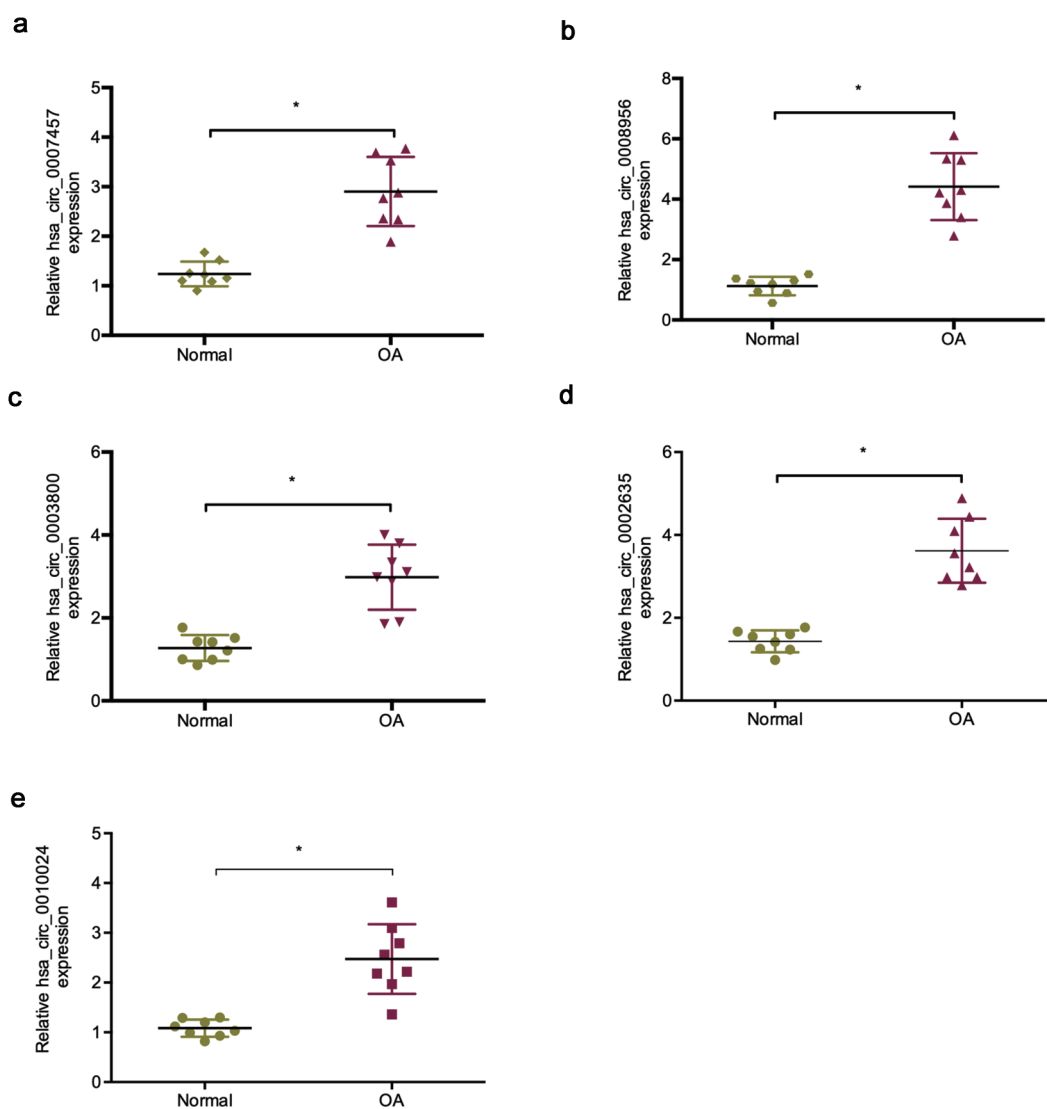 a
Relative hsa_circ_0007457
expression
5
4
3
2
1
0
*
Normal
OA
b
Relative hsa_circ_0008956
expression
8
6
4
2
0
*
Normal
OA
c
Relative hsa_circ_0003800
expression
6
4
2
0
*
Normal
OA
d
Relative hsa_circ_0002635
expression
6
4
2
0
*
Normal
OA
e
Relative hsa_circ_0010024
expression
5
4
3
2
1
0
*
Normal
OA